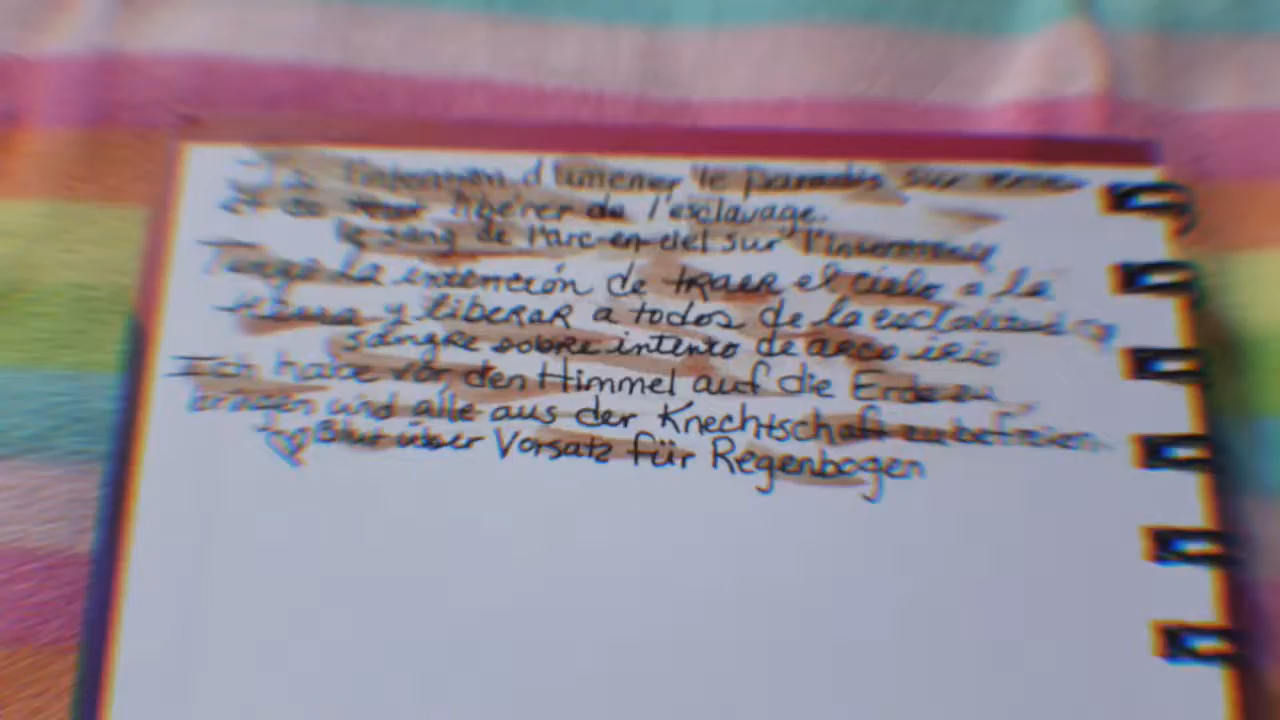 l'intention d'amener le paradis sur terre
et de tout libérer de l'esclavage.
le sang de l'arc-en-ciel sur l'intention
Tengo la intención de traer el cielo a la
tierra y liberar a todos de la esclavitud
sangre sobre intento de arco iris
Ich habe vor den Himmel auf die Erde zu
bringen und alle aus der Knechtschaft zu befreien
Blut über Vorsatz für Regenbogen